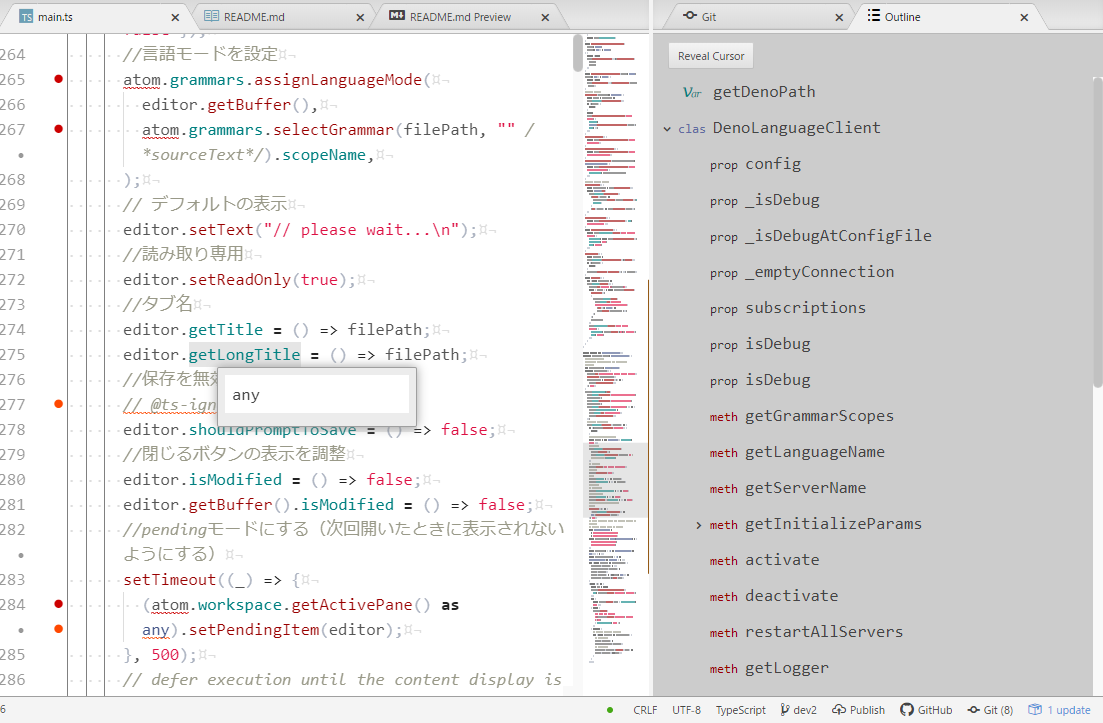 main.ts
README.md
README.md Preview
Git
Outline
264 //言語モードを設定
265 atom.grammars.assignLanguageMode(
266 editor.getBuffer(),
267 atom.grammars.selectGrammar(filePath, "" /
*sourceText*/).scopeName,
268 );
269 // デフォルトの表示
270 editor.setText("// please wait...\n");
271 //読み取り専用
272 editor.setReadOnly(true);
273 //タブ名
274 editor.getTitle = () => filePath;
275 editor.getLongTitle = () => filePath;
276 //保存を無効
any
277 // @ts-ign
278 editor.shouldPromptToSave = () => false;
279 //閉じるボタンの表示を調整
280 editor.isModified = () => false;
281 editor.getBuffer().isModified = () => false;
282 //pendingモードにする（次回開いたときに表示されない
ようにする）
283 setTimeout((_) => {
284 (atom.workspace.getActivePane() as
any).setPendingItem(editor);
285 }, 500);
286 // defer execution until the content display is
Reveal Cursor
Var getDenoPath
clas DenoLanguageClient
prop config
prop _isDebug
prop _isDebugAtConfigFile
prop _emptyConnection
prop subscriptions
prop isDebug
prop isDebug
meth getGrammarScopes
meth getLanguageName
meth getServerName
meth getInitializeParams
meth activate
meth deactivate
meth restartAllServers
meth getLogger
6 CRLF UTF-8 TypeScript dev2 Publish GitHub Git (8) 1 update